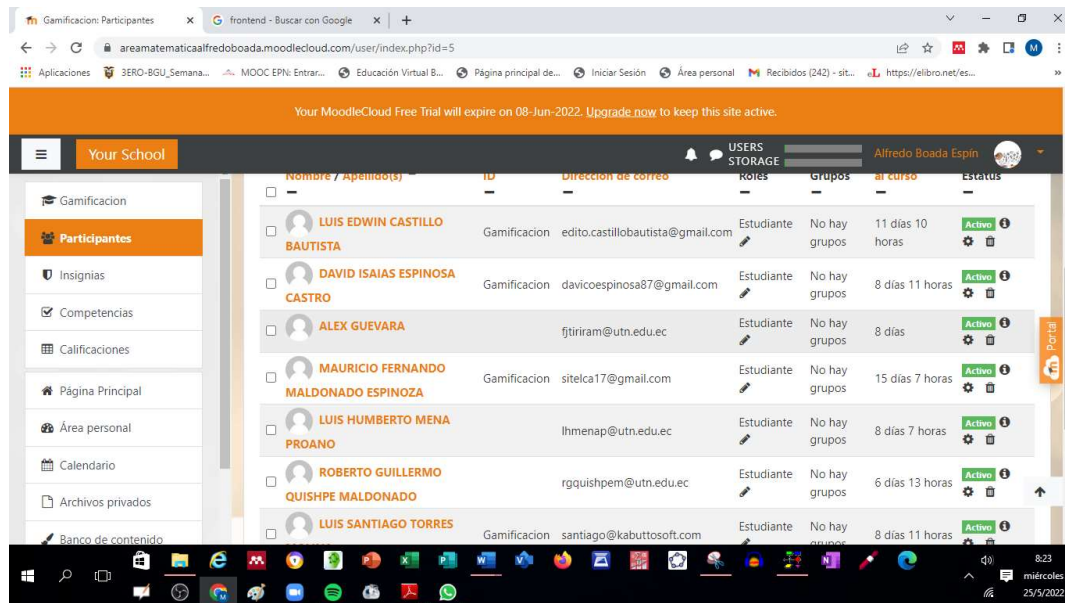 Gamificacion: Participantes
frontend - Buscar con Google
areamatematicaalfredoboada.moodlecloud.com/user/index.php?id=5
M
Aplicaciones 3ERO-BGU_Semana... MOOC EPN: Entrar... Educación Virtual B... Página principal de... Iniciar Sesión Área personal Recibidos (242) - sit... https://elibro.net/es... »
Your MoodleCloud Free Trial will expire on 08-Jun-2022. Upgrade now to keep this site active.
Your School
USERS
STORAGE
Alfredo Boada Espín
Gamificacion
Participantes
Insignias
Competencias
Calificaciones
Página Principal
Área personal
Calendario
Archivos privados
Banco de contenido
Nombre / Apellido(s) ID Dirección de correo Roles Grupos al curso Estatus
LUIS EDWIN CASTILLO
BAUTISTA
Gamificacion edito.castillobautista@gmail.com
Estudiante
No hay
grupos
11 días 10
horas
Activo
DAVID ISAIAS ESPINOSA
CASTRO
Gamificacion davicoespinosa87@gmail.com
Estudiante
No hay
grupos
8 días 11 horas
Activo
ALEX GUEVARA
fjtiriram@utn.edu.ec
Estudiante
No hay
grupos
8 días
Activo
MAURICIO FERNANDO
MALDONADO ESPINOZA
Gamificacion sitelca17@gmail.com
Estudiante
No hay
grupos
15 días 7 horas
Activo
LUIS HUMBERTO MENA
PROANO
lhmenap@utn.edu.ec
Estudiante
No hay
grupos
8 días 7 horas
Activo
ROBERTO GUILLERMO
QUISHPE MALDONADO
rgquishpem@utn.edu.ec
Estudiante
No hay
grupos
6 días 13 horas
Activo
LUIS SANTIAGO TORRES
Gamificacion santiago@kabuttosoft.com
Estudiante
No hay
grupos
8 días 11 horas
Activo
Portal
8:23
miércoles
25/5/2022